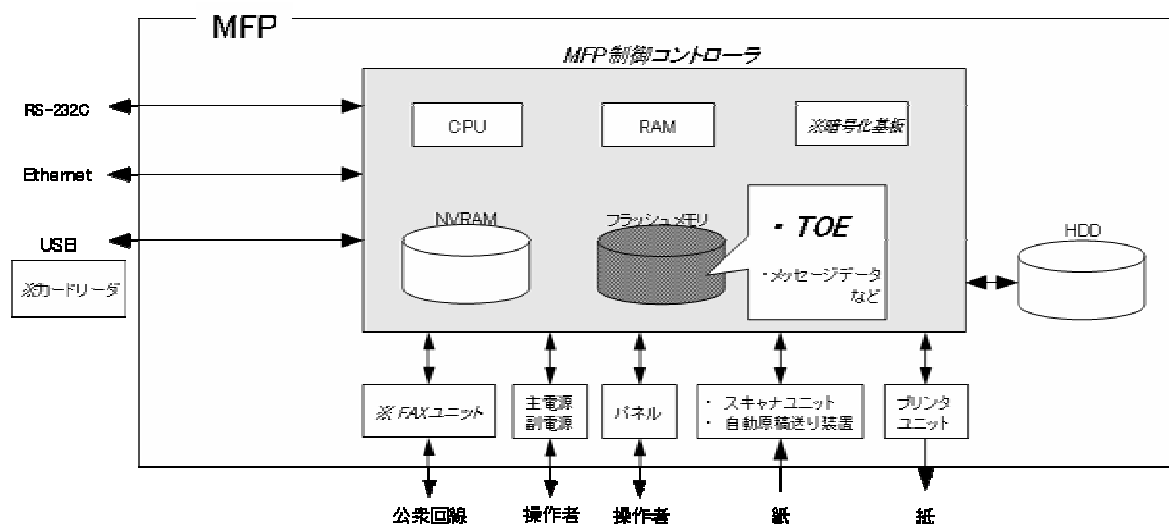 MFP
MFP制御コントローラ
RS-232C
CPU
RAM
※暗号化基板
Ethernet
NVRAM
フラッシュメモリ
・TOE
・メッセージデータ
など
HDD
USB
※カードリーダ
※FAXユニット
主電源
副電源
パネル
・ スキャナユニット
・ 自動原稿送り装置
プリンタ
ユニット
公衆回線
操作者
操作者
紙
紙